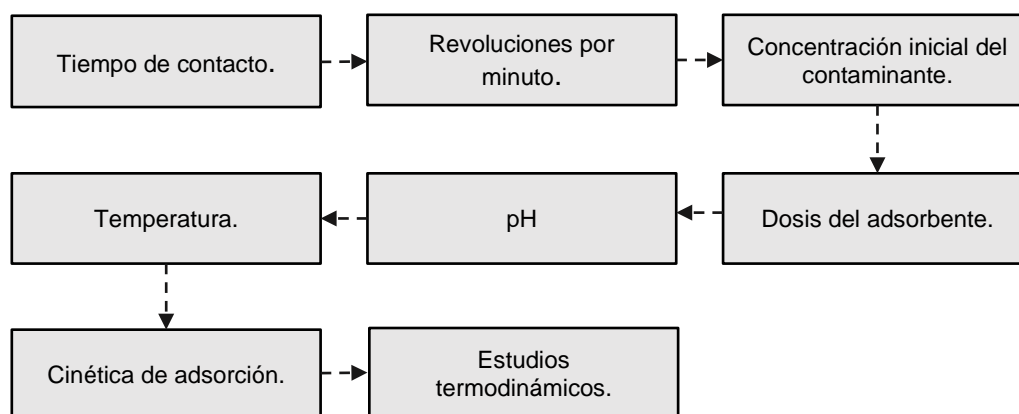 Tiempo de contacto.
Revoluciones por
minuto.
Concentración inicial del
contaminante.
Dosis del adsorbente.
pH
Temperatura.
Cinética de adsorción.
Estudios
termodinámicos.